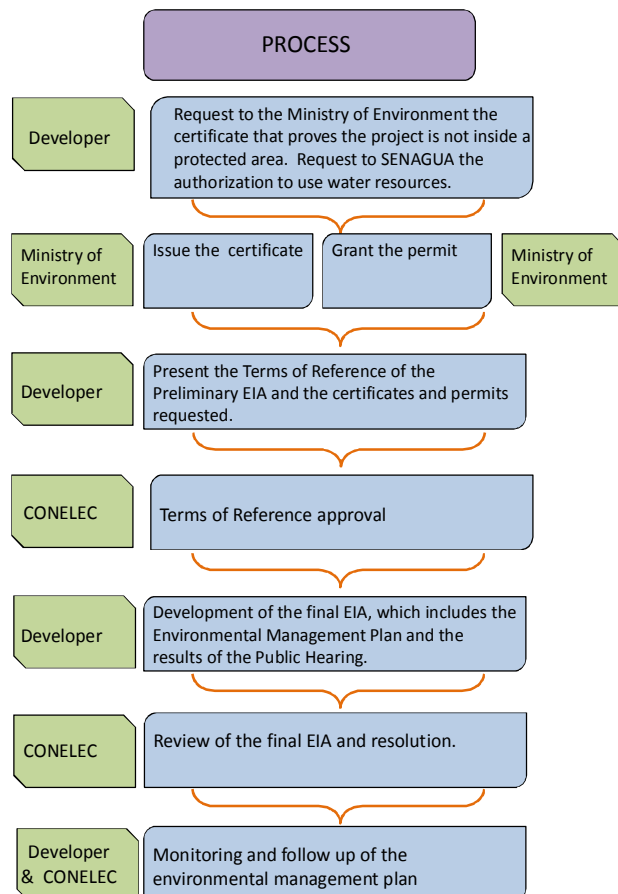 PROCESS
Developer
Request to the Ministry of Environment the
certificate that proves the project is not inside a
protected area. Request to SENAGUA the
authorization to use water resources.
Ministry of
Environment
Issue the certificate
Grant the permit
Ministry of
Environment
Developer
Present the Terms of Reference of the
Preliminary EIA and the certificates and permits
requested.
CONELEC
Terms of Reference approval
Developer
Development of the final EIA, which includes the
Environmental Management Plan and the
results of the Public Hearing.
CONELEC
Review of the final EIA and resolution.
Developer
& CONELEC
Monitoring and follow up of the
environmental management plan